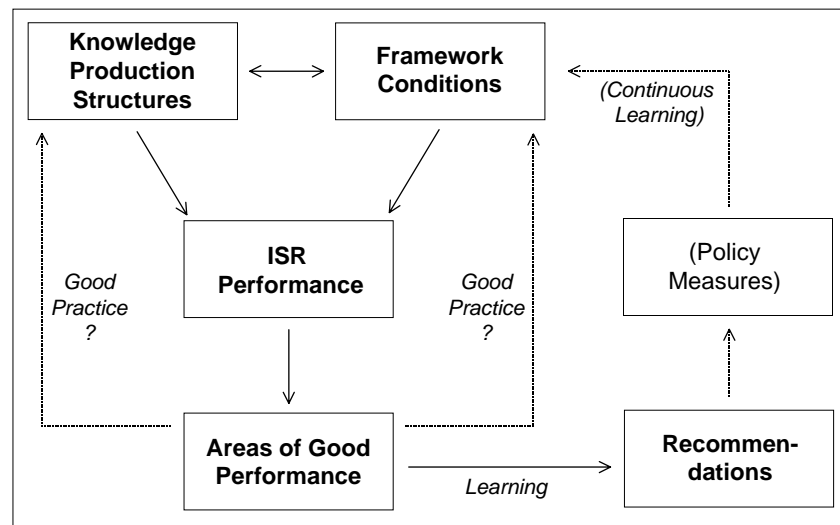 Knowledge
Production
Structures
Framework
Conditions
(Continuous
Learning)
ISR
Performance
(Policy
Measures)
Good
Practice
?
Good
Practice
?
Areas of Good
Performance
Learning
Recommen-
dations